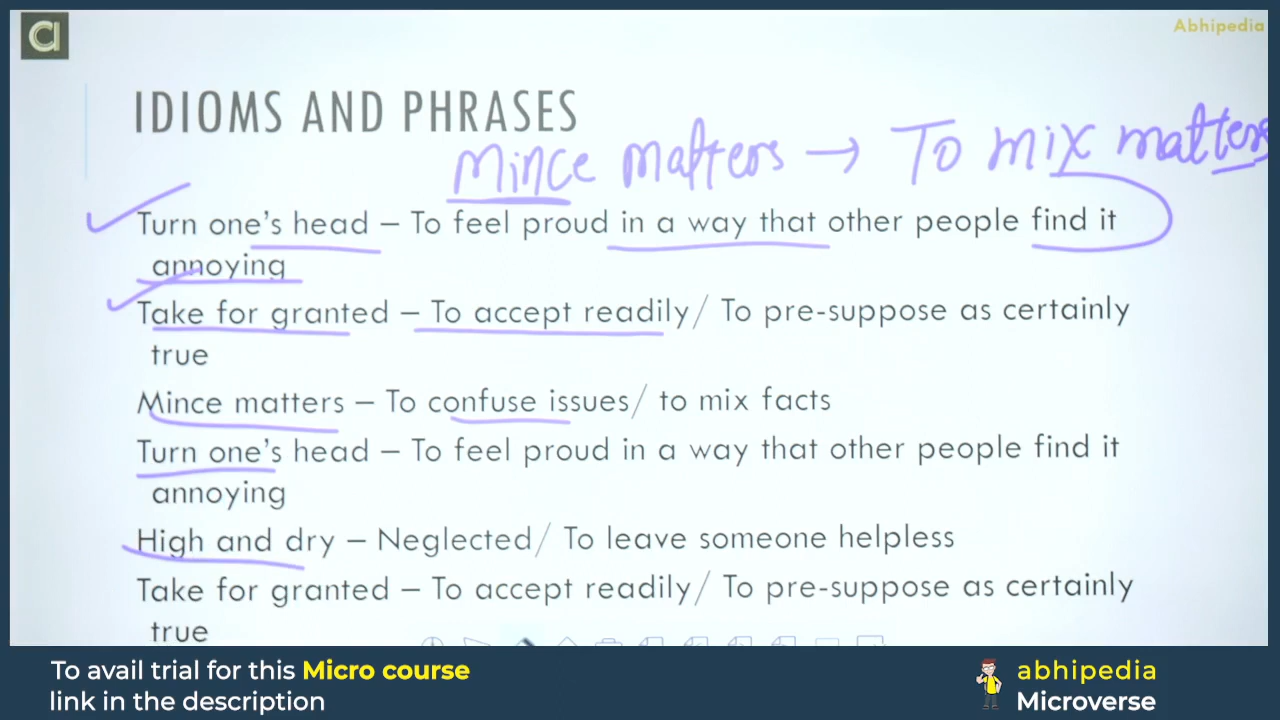 Abhipedia
IDIOMS AND PHRASES
Mince matters → To mix matters
Turn one's head – To feel proud in a way that other people find it
annoying
Take for granted – To accept readily/ To pre-suppose as certainly
true
Mince matters – To confuse issues/ to mix facts
Turn one's head – To feel proud in a way that other people find it
annoying
High and dry – Neglected/ To leave someone helpless
Take for granted – To accept readily/ To pre-suppose as certainly
true
To avail trial for this Micro course
link in the description
abhipedia
Microverse